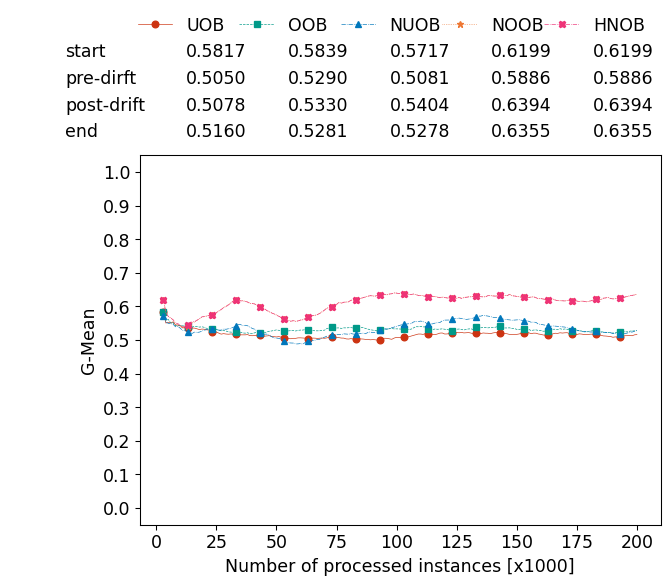 UOB OOB NUOB NOOB HNOB
start 0.5817 0.5839 0.5717 0.6199 0.6199
pre-dirft 0.5050 0.5290 0.5081 0.5886 0.5886
post-drift 0.5078 0.5330 0.5404 0.6394 0.6394
end 0.5160 0.5281 0.5278 0.6355 0.6355
1.0
0.9
0.8
0.7
0.6
0.5
0.4
0.3
0.2
0.1
0.0
G-Mean
0 25 50 75 100 125 150 175 200
Number of processed instances [x1000]